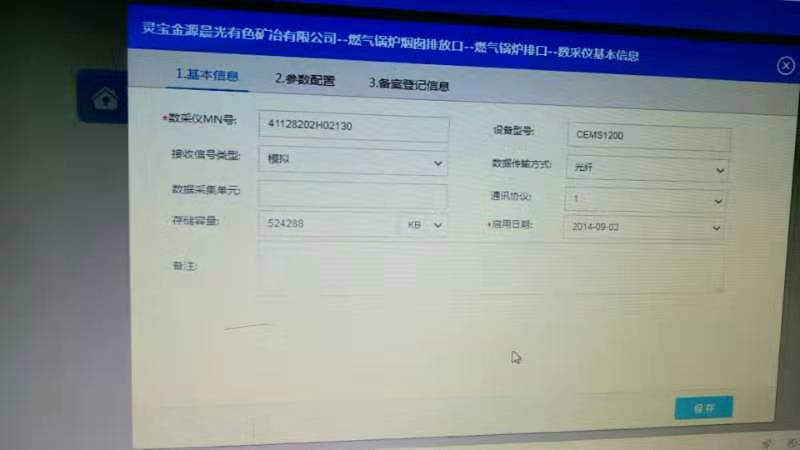 灵宝金源晨光有色矿冶有限公司--燃气锅炉烟囱排放口--燃气锅炉排口--数采仪基本信息
1.基本信息 2.参数配置 3.备案登记信息
*数采仪MN号: 41128202H02130 设备型号: CEMS1200
接收信号类型: 模拟 数据传输方式: 光纤
数据采集单元: 通讯协议: 1
存储容量: 524288 KB *启用日期: 2014-09-02
备注:
保存